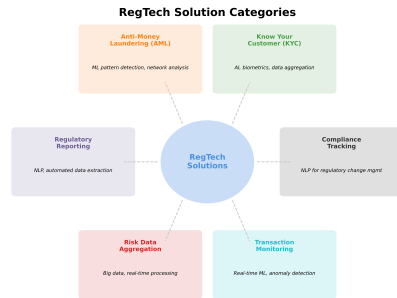 RegTech Solution Categories
Anti-Money
Laundering (AML)
ML pattern detection, network analysis
Know Your
Customer (KYC)
AI, biometrics, data aggregation
Regulatory
Reporting
NLP, automated data extraction
RegTech
Solutions
Compliance
Tracking
NLP for regulatory change mgmt
Risk Data
Aggregation
Big data, real-time processing
Transaction
Monitoring
Real-time ML, anomaly detection